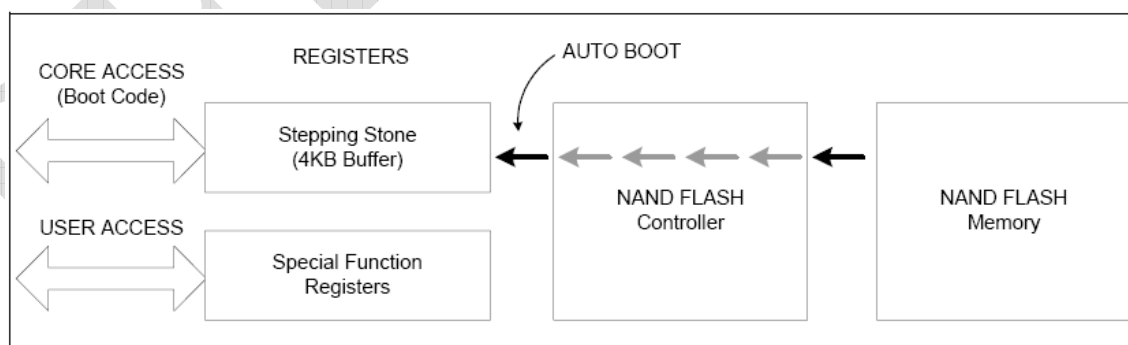 REGISTERS
AUTO BOOT
CORE ACCESS
(Boot Code)
Stepping Stone
(4KB Buffer)
NAND FLASH
Controller
NAND FLASH
Memory
USER ACCESS
Special Function
Registers